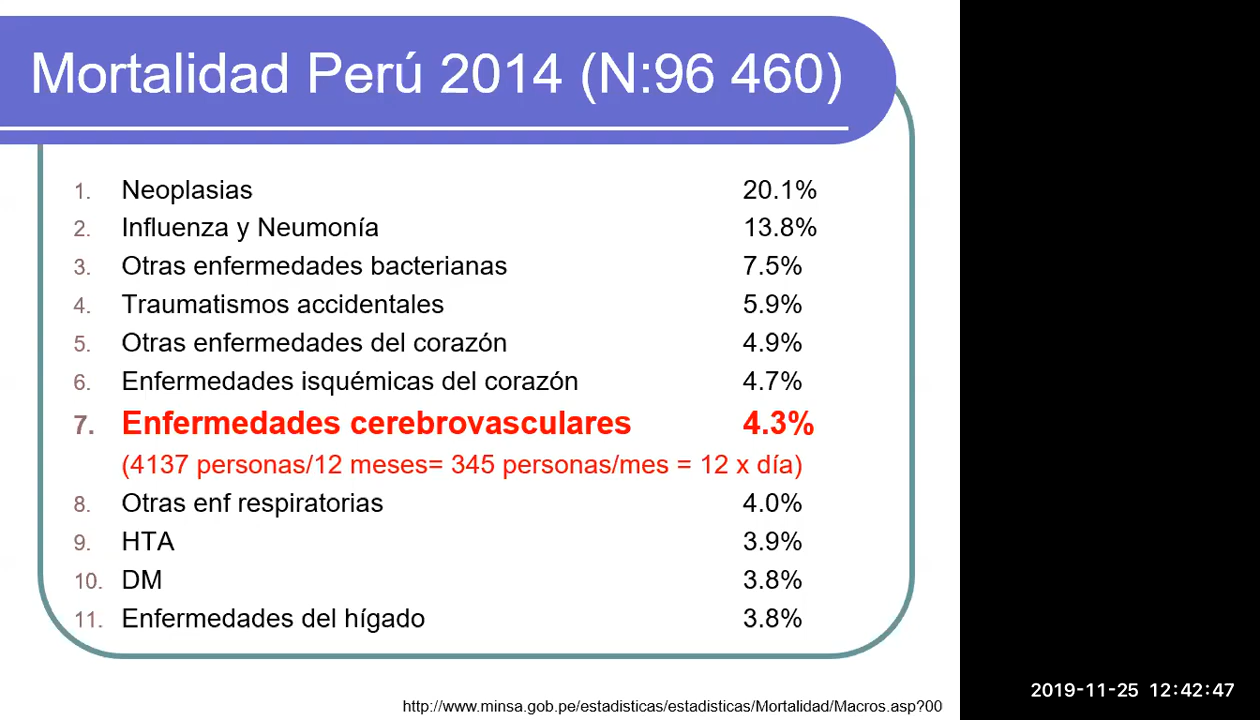 Mortalidad Perú 2014 (N:96 460)
1. Neoplasias 20.1%
2. Influenza y Neumonía 13.8%
3. Otras enfermedades bacterianas 7.5%
4. Traumatismos accidentales 5.9%
5. Otras enfermedades del corazón 4.9%
6. Enfermedades isquémicas del corazón 4.7%
7. Enfermedades cerebrovasculares 4.3%
(4137 personas/12 meses= 345 personas/mes = 12 x día)
8. Otras enf respiratorias 4.0%
9. HTA 3.9%
10. DM 3.8%
11. Enfermedades del hígado 3.8%
http://www.minsa.gob.pe/estadisticas/estadisticas/Mortalidad/Macros.asp?00
2019-11-25 12:42:47